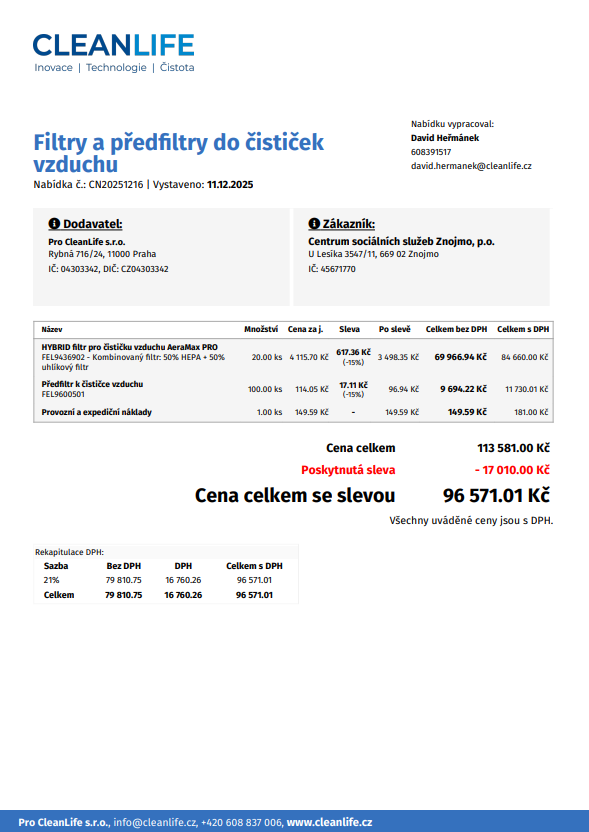 CLEANLIFE
Inovace | Technologie | Čistota
Nabídku vypracoval:
David Heřmánek
608391517
david.hermanek@cleanlife.cz
Filtry a předfiltry do čističek
vzduchu
Nabídka č.: CN20251216 | Vystaveno: 11.12.2025
Dodavatel:
Pro CleanLife s.r.o.
Rybná 716/24, 11000 Praha
IČ: 04303342, DIČ: CZ04303342
Zákazník:
Centrum sociálních služeb Znojmo, p.o.
U Lesíka 3547/11, 669 02 Znojmo
IČ: 45671770
Název Množství Cena za j. Sleva Po slevě Celkem bez DPH Celkem s DPH
HYBRID filtr pro čističku vzduchu AeraMax PRO
FEL9436902 - Kombinovaný filtr: 50% HEPA + 50%
uhlíkový filtr
20.00 ks 4 115.70 Kč 617.36 Kč (-15%) 3 498.35 Kč 69 966.94 Kč 84 660.00 Kč
Předfiltr k čističce vzduchu
FEL9600501
100.00 ks 114.05 Kč 17.11 Kč (-15%) 96.94 Kč 9 694.22 Kč 11 730.01 Kč
Provozní a expediční náklady 1.00 ks 149.59 Kč - 149.59 Kč 149.59 Kč 181.00 Kč
Cena celkem 113 581.00 Kč
Poskytnutá sleva - 17 010.00 Kč
Cena celkem se slevou 96 571.01 Kč
Všechny uváděné ceny jsou s DPH.
Rekapitulace DPH:
Sazba Bez DPH DPH Celkem s DPH
21% 79 810.75 16 760.26 96 571.01
Celkem 79 810.75 16 760.26 96 571.01
Pro CleanLife s.r.o., info@cleanlife.cz, +420 608 837 006, www.cleanlife.cz